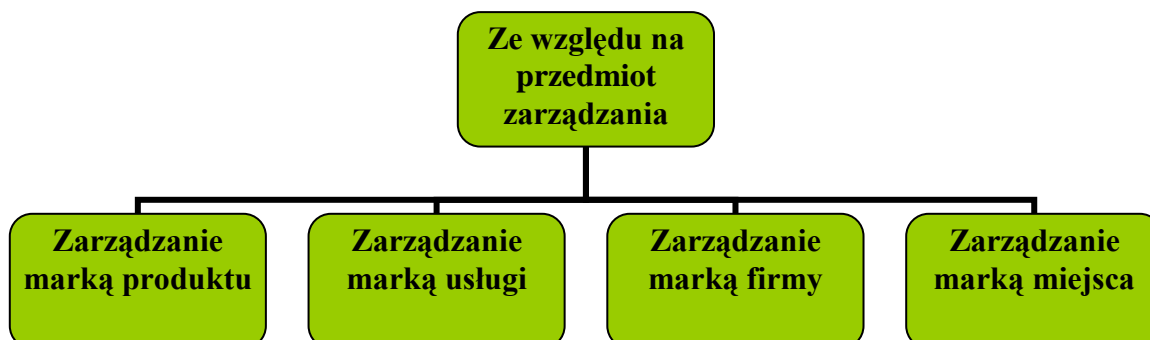 Ze względu na
przedmiot
zarządzania
Zarządzanie
marką produktu
Zarządzanie
marką usługi
Zarządzanie
marką firmy
Zarządzanie
marką miejsca